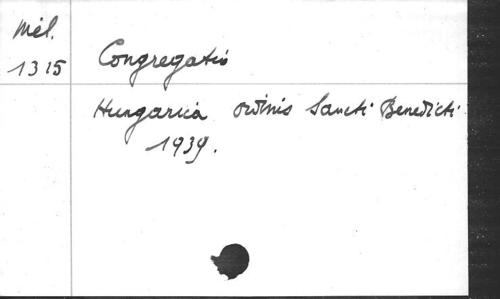 Mél.
1315
Congregatio
Hungarica ordinis Sancti Benedicti
1939.